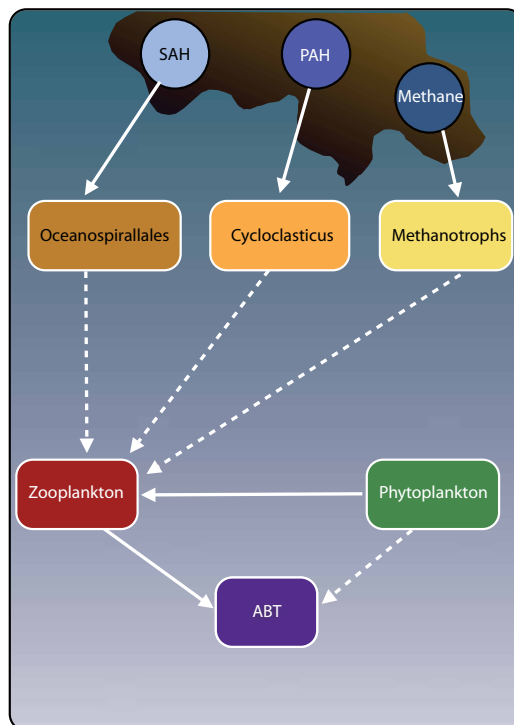 SAH
PAH
Methane
Oceanospirallales
Cycloclasticus
Methanotrophs
Zooplankton
Phytoplankton
ABT